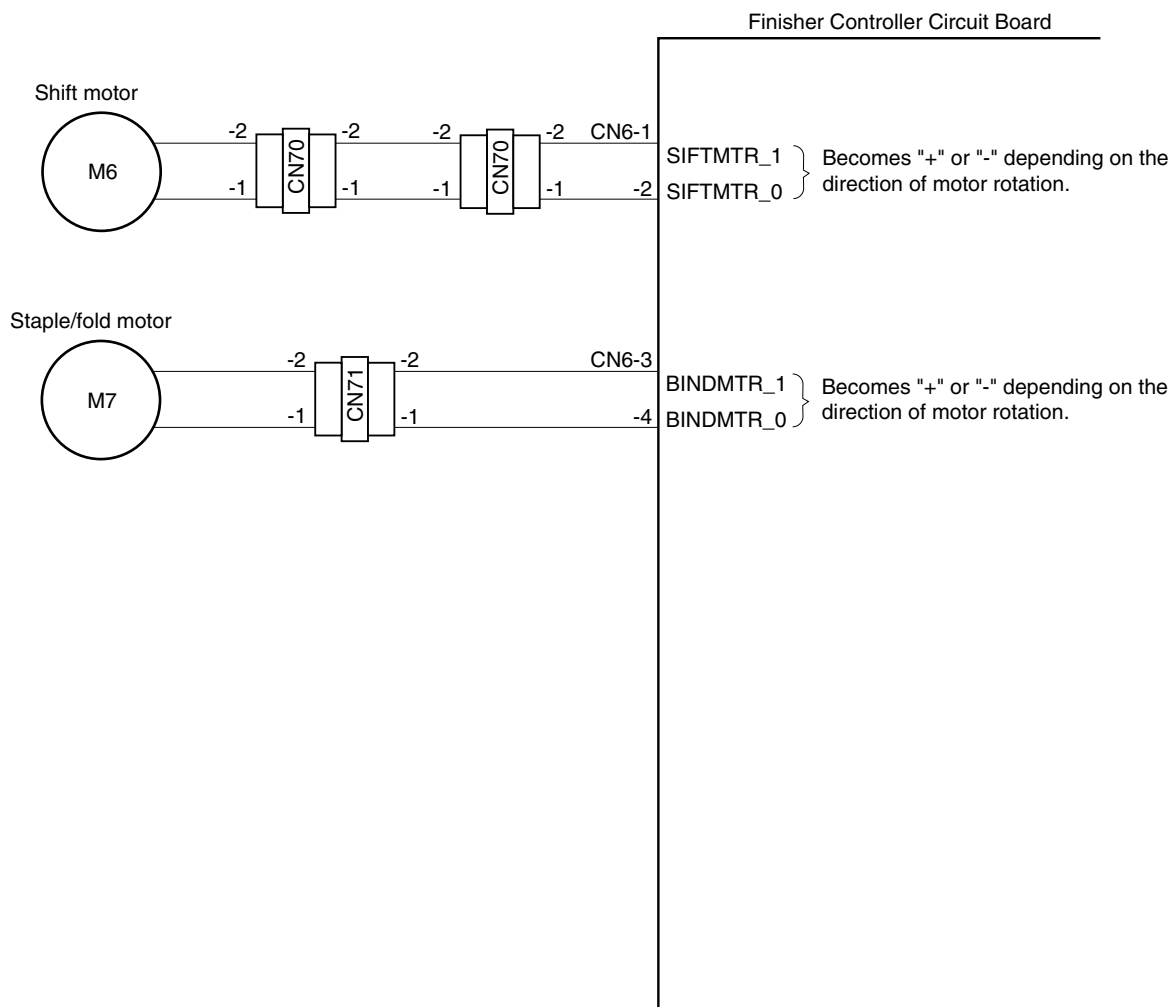 Finisher Controller Circuit Board
Shift motor
M6
-2
CN70
-2
-2
CN70
-2
CN6-1
-1
-1
-1
-1
-2
SIFTMTR_1
SIFTMTR_0
Becomes "+" or "-" depending on the
direction of motor rotation.
Staple/fold motor
M7
-2
CN71
-2
CN6-3
-1
-1
-4
BINDMTR_1
BINDMTR_0
Becomes "+" or "-" depending on the
direction of motor rotation.